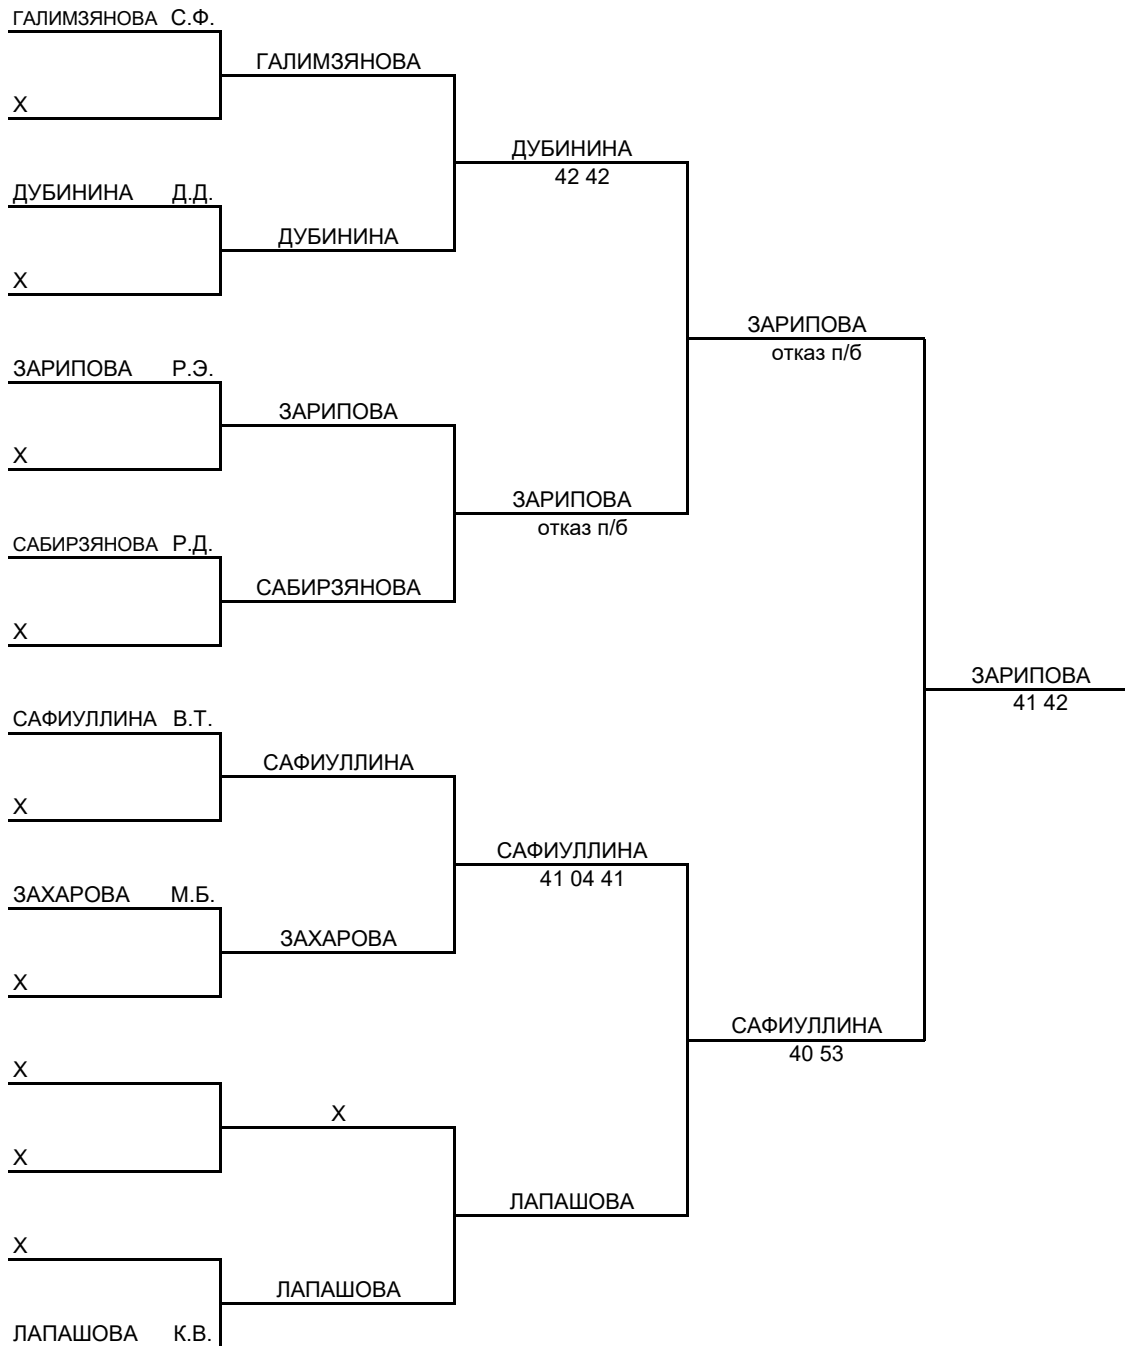 ГАЛИМЗЯНОВА С.Ф.
ГАЛИМЗЯНОВА
X
ДУБИНИНА
42 42
ДУБИНИНА Д.Д.
ДУБИНИНА
X
ЗАРИПОВА
отказ п/б
ЗАРИПОВА Р.Э.
ЗАРИПОВА
X
ЗАРИПОВА
отказ п/б
САБИРЗЯНОВА Р.Д.
САБИРЗЯНОВА
X
ЗАРИПОВА
41 42
САФИУЛЛИНА В.Т.
САФИУЛЛИНА
X
САФИУЛЛИНА
41 04 41
ЗАХАРОВА М.Б.
ЗАХАРОВА
X
САФИУЛЛИНА
40 53
X
X
X
ЛАПАШОВА
X
ЛАПАШОВА
ЛАПАШОВА К.В.